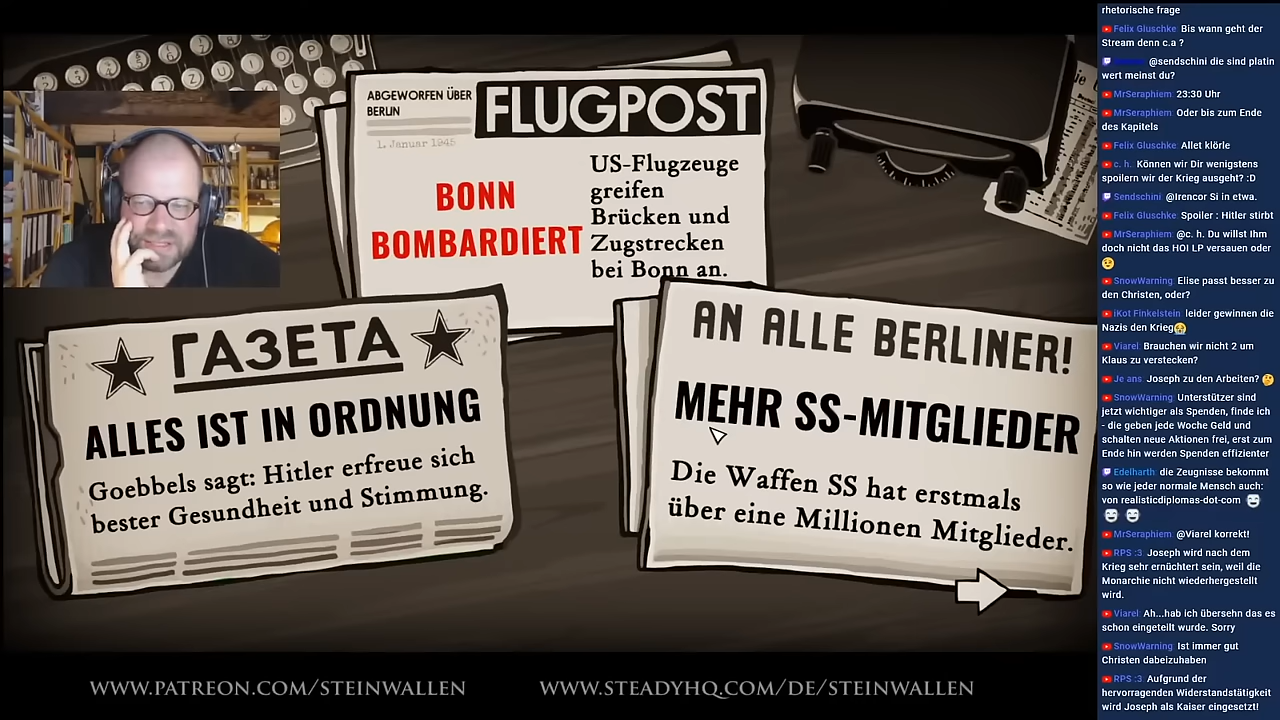 ABGEWORFEN ÜBER
BERLIN
FLUGPOST
1. Januar 1945
BONN
BOMBARDIERT
US-Flugzeuge
greifen
Brücken und
Zugstrecken
bei Bonn an.
ГАЗЕТА
ALLES IST IN ORDNUNG
Goebbels sagt: Hitler erfreue sich
bester Gesundheit und Stimmung.
AN ALLE BERLINER!
MEHR SS-MITGLIEDER
Die Waffen SS hat erstmals
über eine Millionen Mitglieder.
WWW.PATREON.COM/STEINWALLEN
WWW.STEADYHQ.COM/DE/STEINWALLEN
rhetorische frage
Felix Gluschke Bis wann geht der
Stream denn c.a ?
@sendschini die sind platin
wert meinst du?
MrSeraphiem 23:30 Uhr
MrSeraphiem Oder bis zum Ende
des Kapitels.
Felix Gluschke Allet klörle
c. h. Können wir Dir wenigstens
spoilern wir der Krieg ausgeht? :D
Sendschini @Irencor Si in etwa.
Felix Gluschke Spoiler : Hitler stirbt
MrSeraphiem @c. h. Du willst Ihm
doch nicht das HOI LP versauen oder
SnowWarning Elise passt besser zu
den Christen, oder?
iKot Finkelstein leider gewinnen die
Nazis den Krieg
Viarel Brauchen wir nicht 2 um
Klaus zu verstecken?
Je ans Joseph zu den Arbeiten?
SnowWarning Unterstützer sind
jetzt wichtiger als Spenden, finde ich
- die geben jede Woche Geld und
schalten neue Aktionen frei, erst zum
Ende hin werden Spenden effizienter
Edelharth die Zeugnisse bekommt
so wie jeder normale Mensch auch:
von realisticdiplomas-dot-com
MrSeraphiem @Viarel korrekt!
RPS :3 Joseph wird nach dem
Krieg sehr ernüchtert sein, weil die
Monarchie nicht wiederhergestellt
wird.
Viarel Ah...hab ich übersehn das es
schon eingeteilt wurde. Sorry
SnowWarning Ist immer gut
Christen dabeizuhaben
RPS :3 Aufgrund der
hervorragenden Widerstandstätigkeit
wird Joseph als Kaiser eingesetzt!